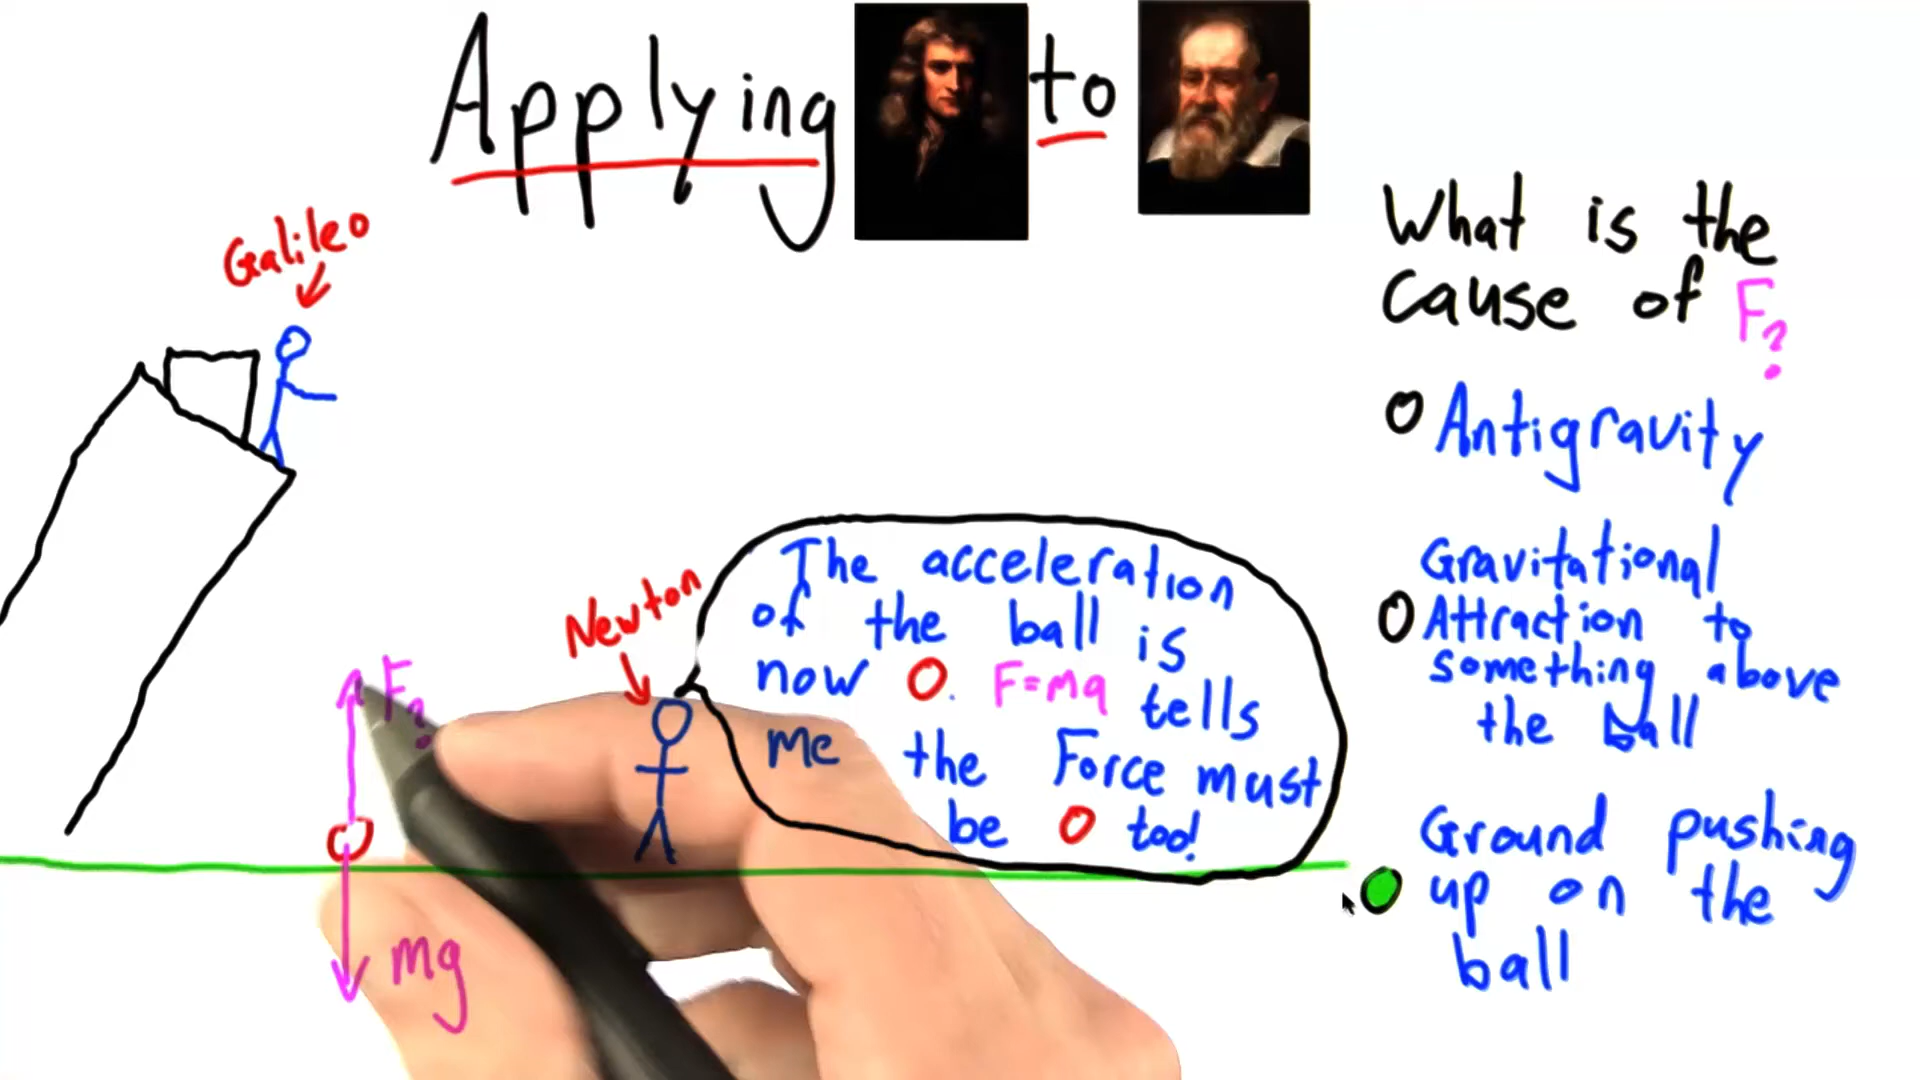 Applying to
Galileo
What is the
cause of F?
Antigravity
Gravitational
Attraction to
something above
the ball
Ground pushing
up on the
ball
Newton
The acceleration
of the ball is
now 0. F=ma tells
me the Force must
be 0 too!
F?
mg